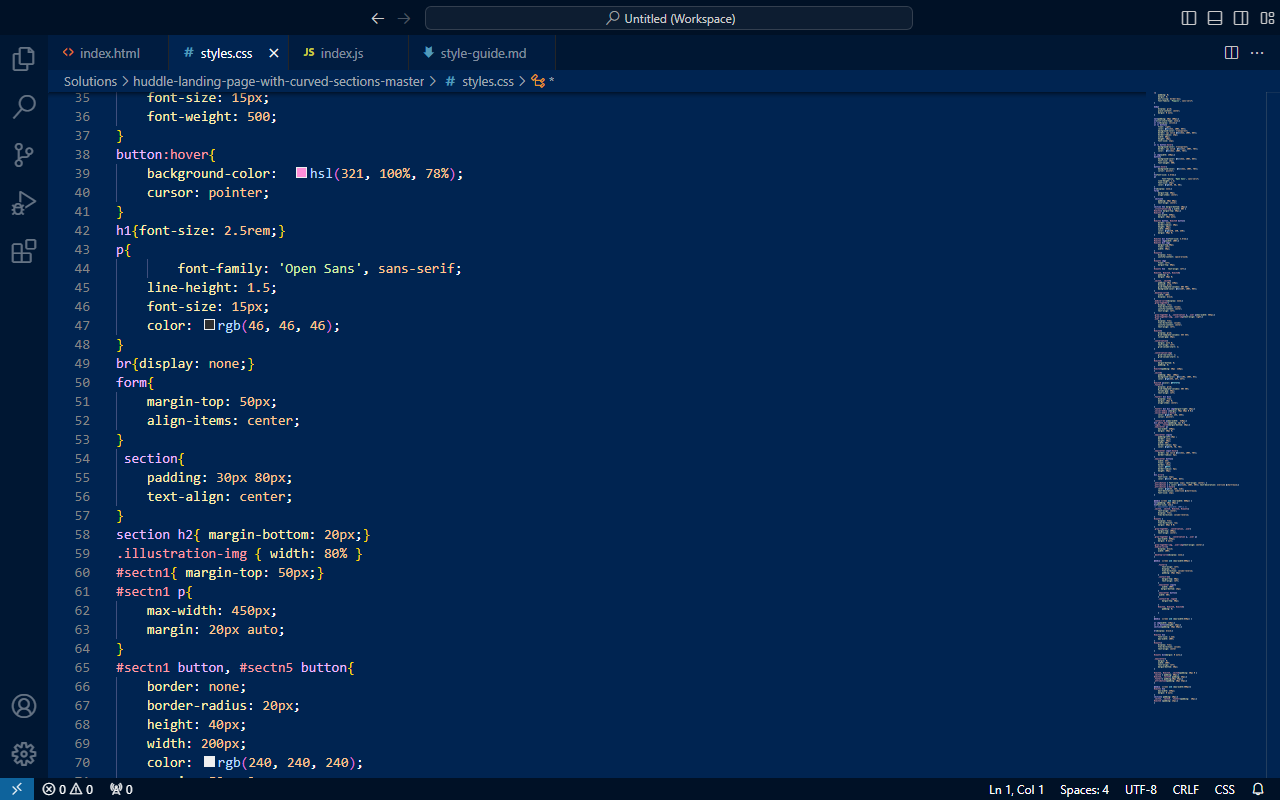 Untitled (Workspace)
index.html
# styles.css
JS index.js
style-guide.md
Solutions > huddle-landing-page-with-curved-sections-master > # styles.css > *
35 font-size: 15px;
36 font-weight: 500;
37 }
38 button:hover{
39 background-color: hsl(321, 100%, 78%);
40 cursor: pointer;
41 }
42 h1{font-size: 2.5rem;}
43 p{
44 font-family: 'Open Sans', sans-serif;
45 line-height: 1.5;
46 font-size: 15px;
47 color: rgb(46, 46, 46);
48 }
49 br{display: none;}
50 form{
51 margin-top: 50px;
52 align-items: center;
53 }
54 section{
55 padding: 30px 80px;
56 text-align: center;
57 }
58 section h2{ margin-bottom: 20px;}
59 .illustration-img { width: 80% }
60 #sectn1{ margin-top: 50px;}
61 #sectn1 p{
62 max-width: 450px;
63 margin: 20px auto;
64 }
65 #sectn1 button, #sectn5 button{
66 border: none;
67 border-radius: 20px;
68 height: 40px;
69 width: 200px;
70 color: rgb(240, 240, 240);
0 0 0
Ln 1, Col 1 Spaces: 4 UTF-8 CRLF CSS